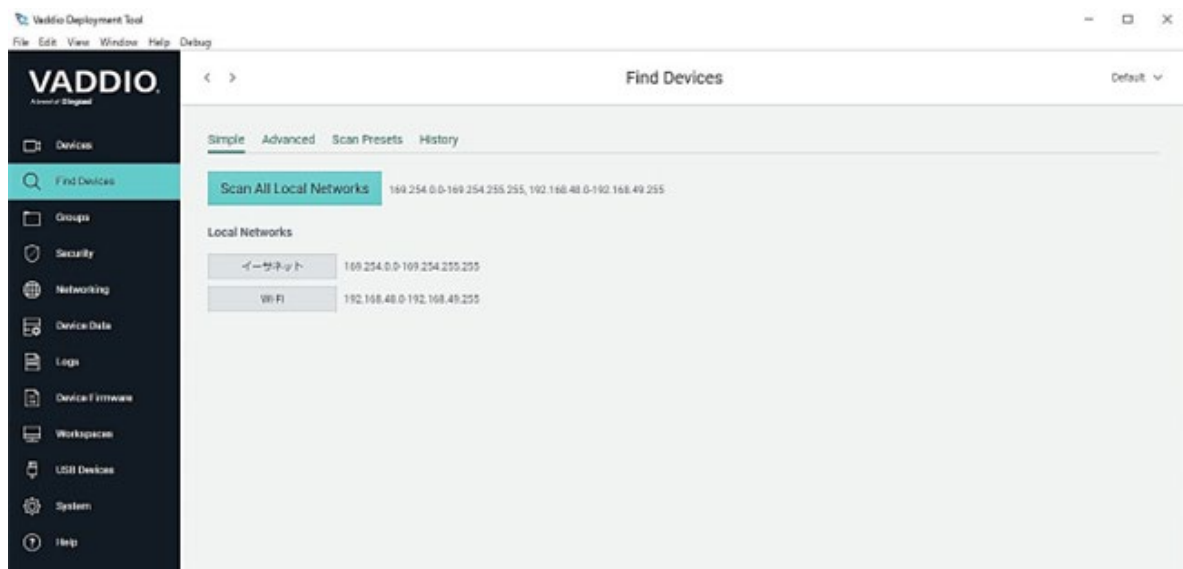 Vaddio Deployment Tool
File Edit View Window Help Debug
VADDIO
Find Devices
Default
Devices
Find Devices
Groups
Security
Networking
Device Data
Logs
Device Firmware
Workspaces
USB Devices
System
Help
Simple Advanced Scan Presets History
Scan All Local Networks 169.254.0.0-169.254.255.255, 192.168.48.0-192.168.49.255
Local Networks
イーサネット 169.254.0.0-169.254.255.255
Wi-Fi 192.168.48.0-192.168.49.255